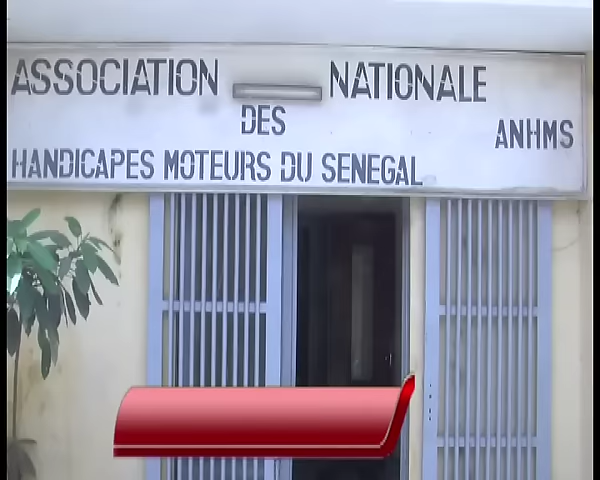 ASSOCIATION NATIONALE
DES
ANHMS
HANDICAPES MOTEURS DU SENEGAL